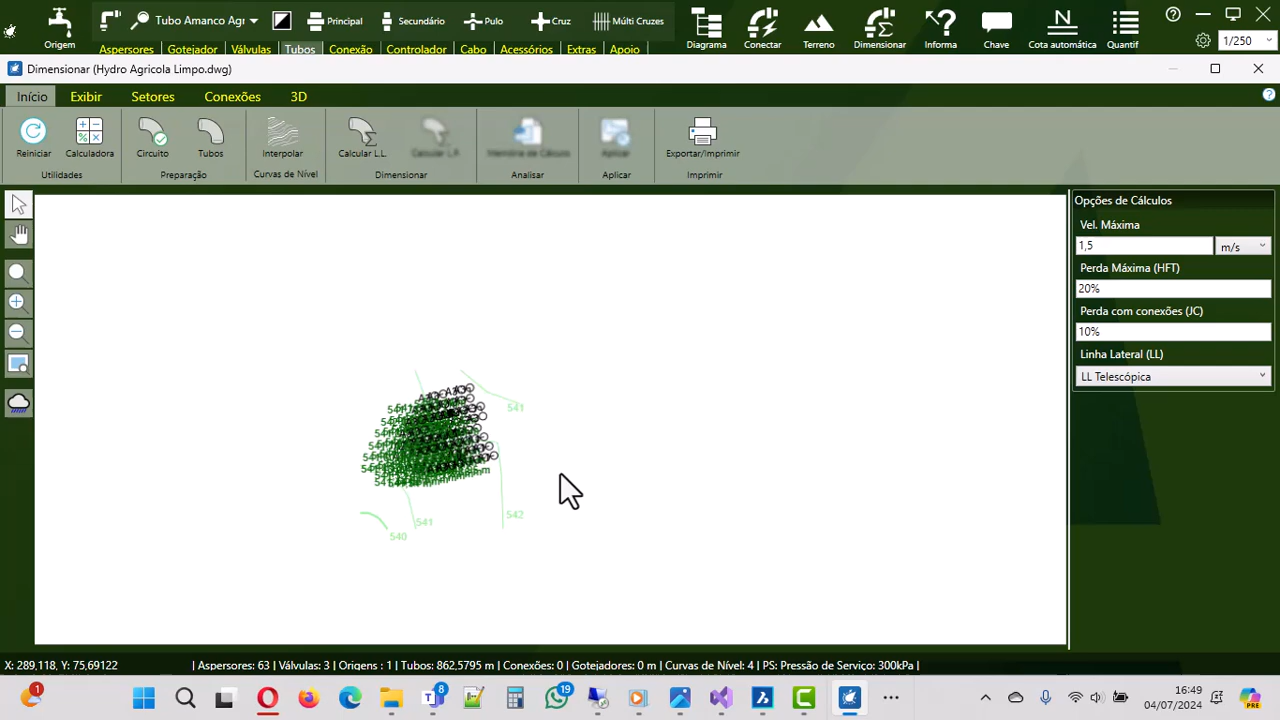 Origem
Tubo Amanco Agr
Principal
Secundário
Pulo
Cruz
Múlti Cruzes
Aspersores
Gotejador
Válvulas
Tubos
Conexão
Controlador
Cabo
Acessórios
Extras
Apoio
Diagrama
Conectar
Terreno
Dimensionar
Informa
Chave
Cota automática
Quantif
1/250
Dimensionar (Hydro Agricola Limpo.dwg)
Início
Exibir
Setores
Conexões
3D
Reiniciar
Calculadora
Utilidades
Circuito
Tubos
Preparação
Interpolar
Curvas de Nível
Calcular L.L.
Calcular L.P.
Dimensionar
Memória de Cálculo
Analisar
Aplicar
Aplicar
Exportar/Imprimir
Imprimir
Opções de Cálculos
Vel. Máxima
1,5
m/s
Perda Máxima (HFT)
20%
Perda com conexões (JC)
10%
Linha Lateral (LL)
LL Telescópica
541
542
541
540
X: 289,118, Y: 75,69122
| Aspersores: 63 | Válvulas: 3 | Origens : 1 | Tubos: 862,5795 m | Conexões: 0 | Gotejadores: 0 m | Curvas de Nível: 4 | PS: Pressão de Serviço: 300kPa |
1
8
19
16:49
04/07/2024
PRE